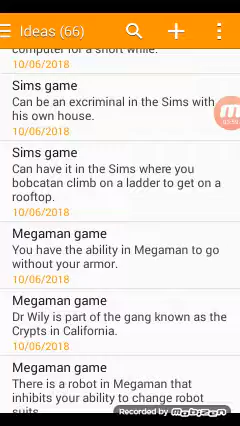 Ideas (66)
computer for a short while.
10/06/2018
Sims game
Can be an excriminal in the Sims with
his own house.
10/06/2018
Sims game
Can have it in the Sims where you
bobcatan climb on a ladder to get on a
rooftop.
10/06/2018
Megaman game
You have the ability in Megaman to go
without your armor.
10/06/2018
Megaman game
Dr Wily is part of the gang known as the
Crypts in California.
10/06/2018
Megaman game
There is a robot in Megaman that
inhibits your ability to change robot
suits.
Recorded by mobizen